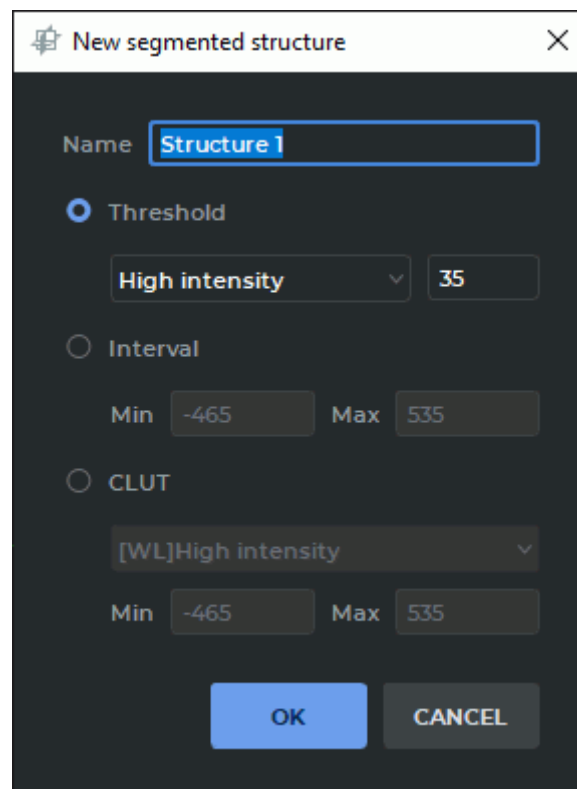 New segmented structure
Name Structure 1
Threshold
High intensity 35
Interval
Min -465 Max 535
CLUT
[WL]High intensity
Min -465 Max 535
OK CANCEL